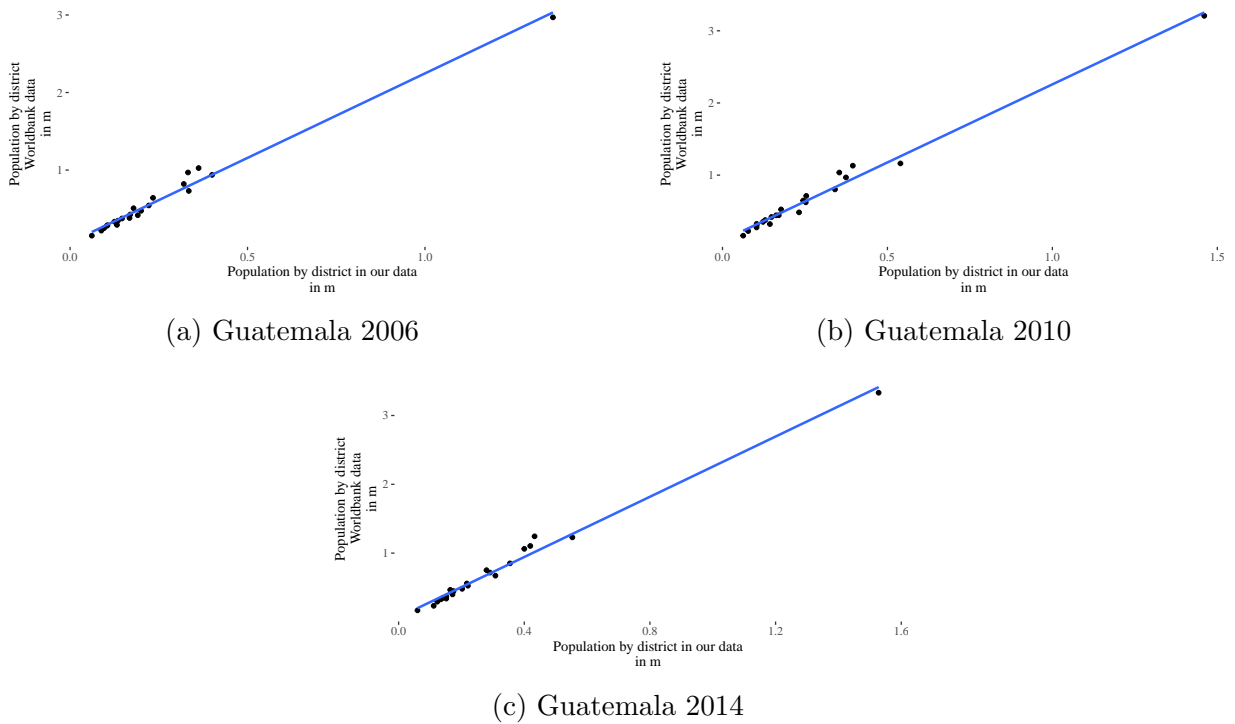 3
2
1
Population by district
Worldbank data
in m
0.0 0.5 1.0
Population by district in our data
in m
(a) Guatemala 2006
3
2
1
Population by district
Worldbank data
in m
0.0 0.5 1.0 1.5
Population by district in our data
in m
(b) Guatemala 2010
3
2
1
Population by district
Worldbank data
in m
0.0 0.4 0.8 1.2 1.6
Population by district in our data
in m
(c) Guatemala 2014